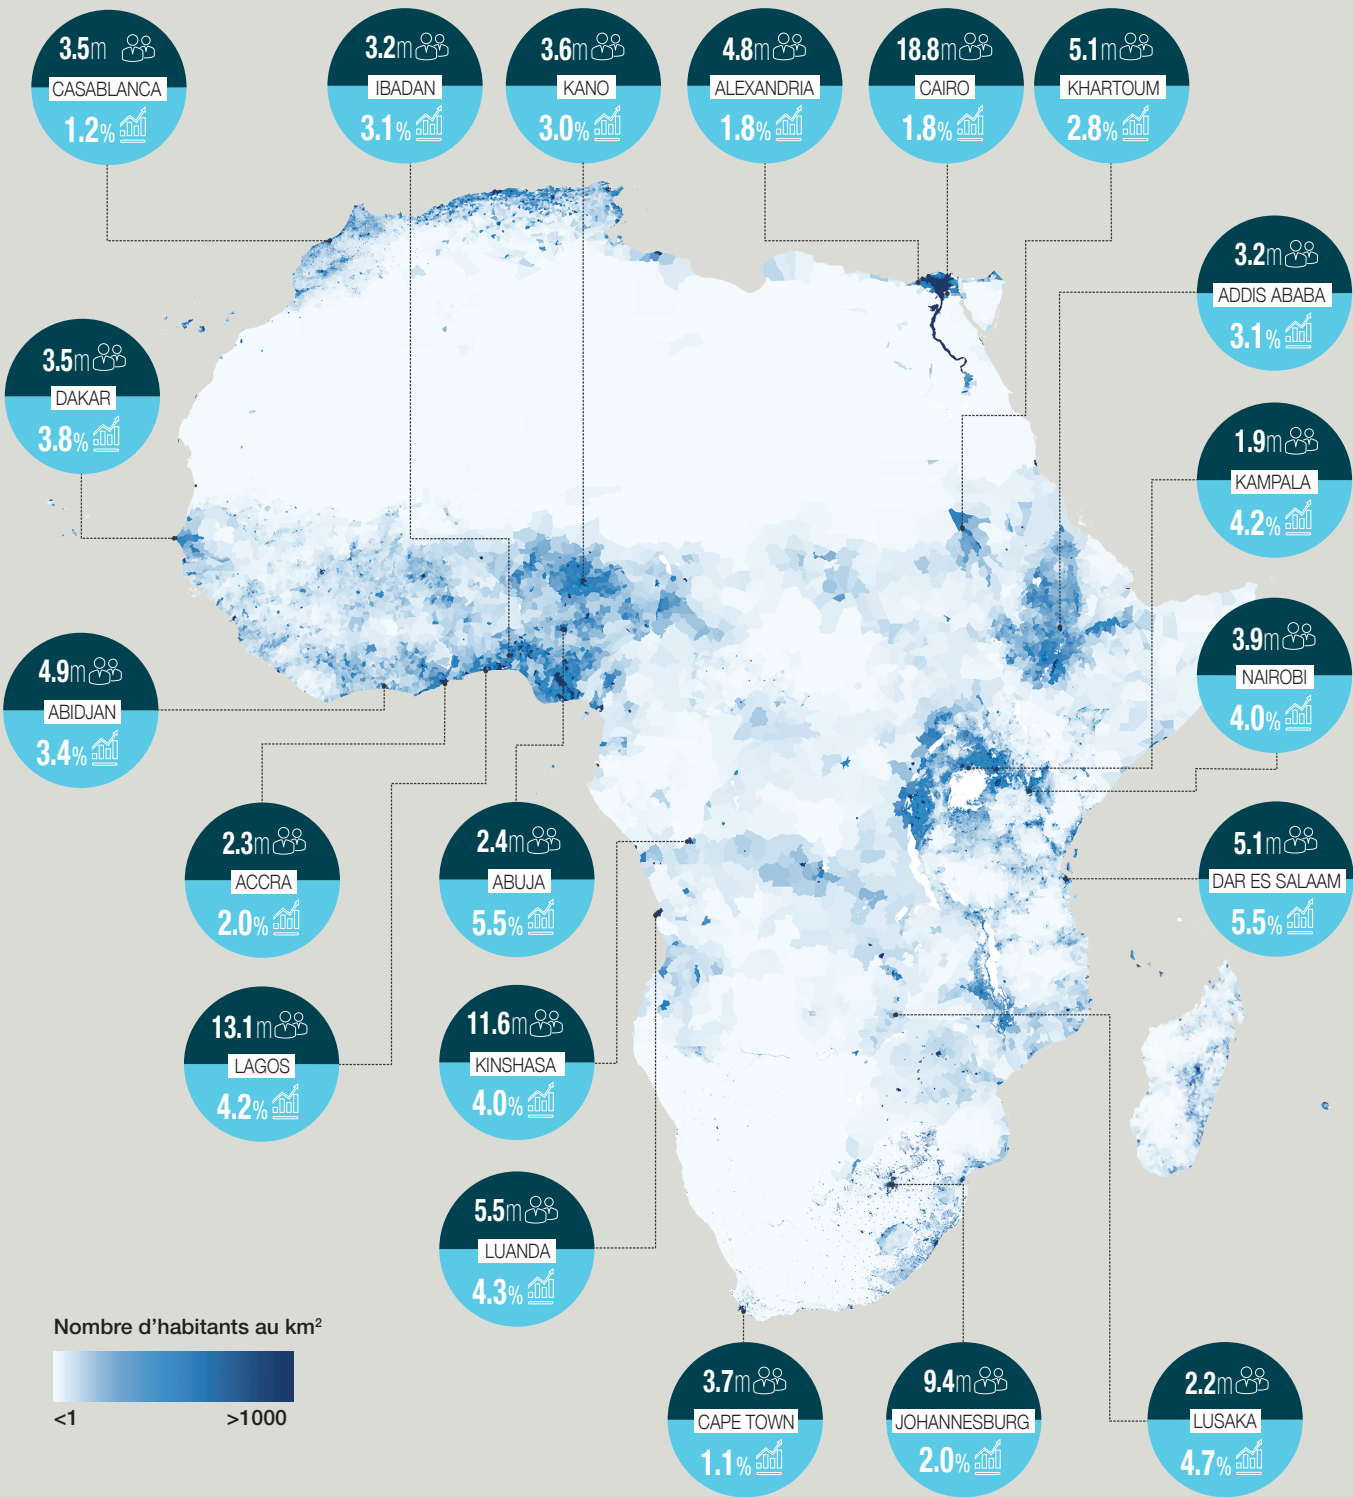 3.5m
CASABLANCA
1.2%
3.2m
IBADAN
3.1%
3.6m
KANO
3.0%
4.8m
ALEXANDRIA
1.8%
18.8m
CAIRO
1.8%
5.1m
KHARTOUM
2.8%
3.2m
ADDIS ABABA
3.1%
3.5m
DAKAR
3.8%
1.9m
KAMPALA
4.2%
3.9m
NAIROBI
4.0%
4.9m
ABIDJAN
3.4%
2.3m
ACCRA
2.0%
2.4m
ABUJA
5.5%
5.1m
DAR ES SALAAM
5.5%
13.1m
LAGOS
4.2%
11.6m
KINSHASA
4.0%
5.5m
LUANDA
4.3%
Nombre d'habitants au km²
<1 >1000
3.7m
CAPE TOWN
1.1%
9.4m
JOHANNESBURG
2.0%
2.2m
LUSAKA
4.7%